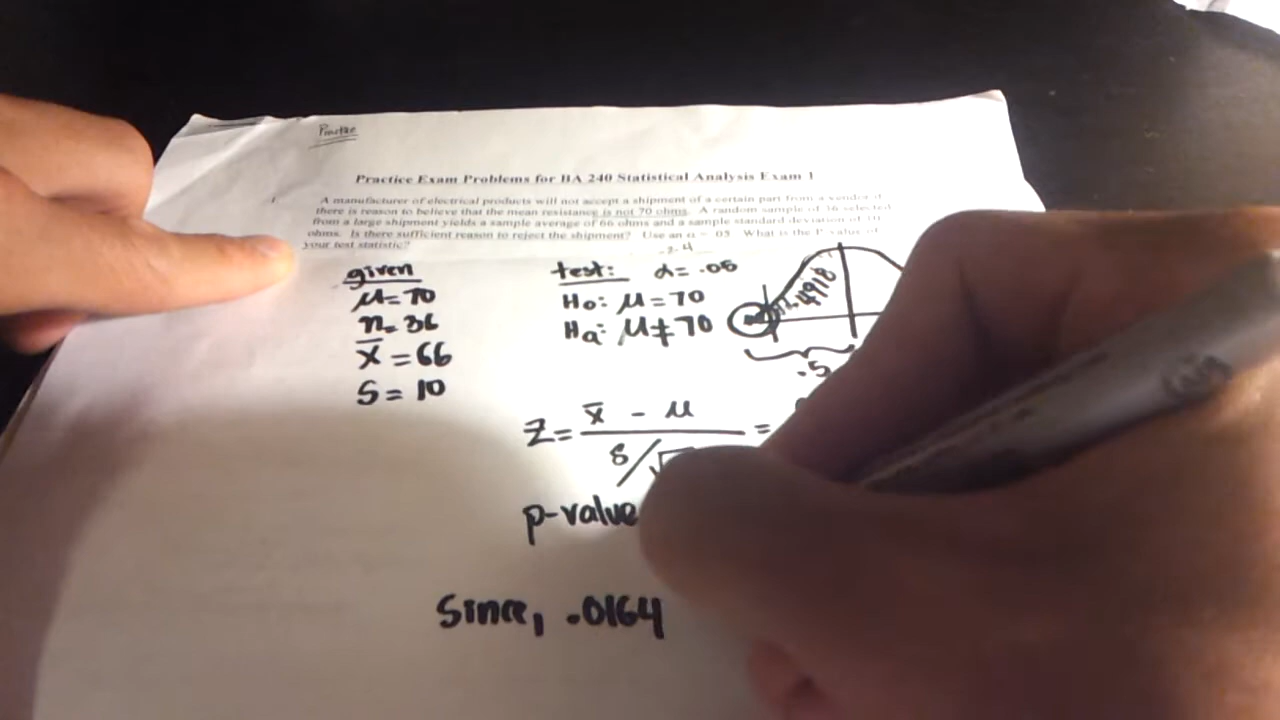 Practice
Practice Exam Problems for BA 240 Statistical Analysis Exam 1
1. A manufacturer of electrical products will not accept a shipment of a certain part from a vendor if
there is reason to believe that the mean resistance is not 70 ohms. A random sample of 36 selected
from a large shipment yields a sample average of 66 ohms and a sample standard deviation of 10
ohms. Is there sufficient reason to reject the shipment? Use an α = .05 What is the P-value of
your test statistic?
-2.4
given
μ=70
n=36
x̄=66
S=10
test: α=.05
Ho: μ=70
Ha: μ≠70
.4918
.5
Z= x̄ - μ =
S/√
p-value
Since, .0164